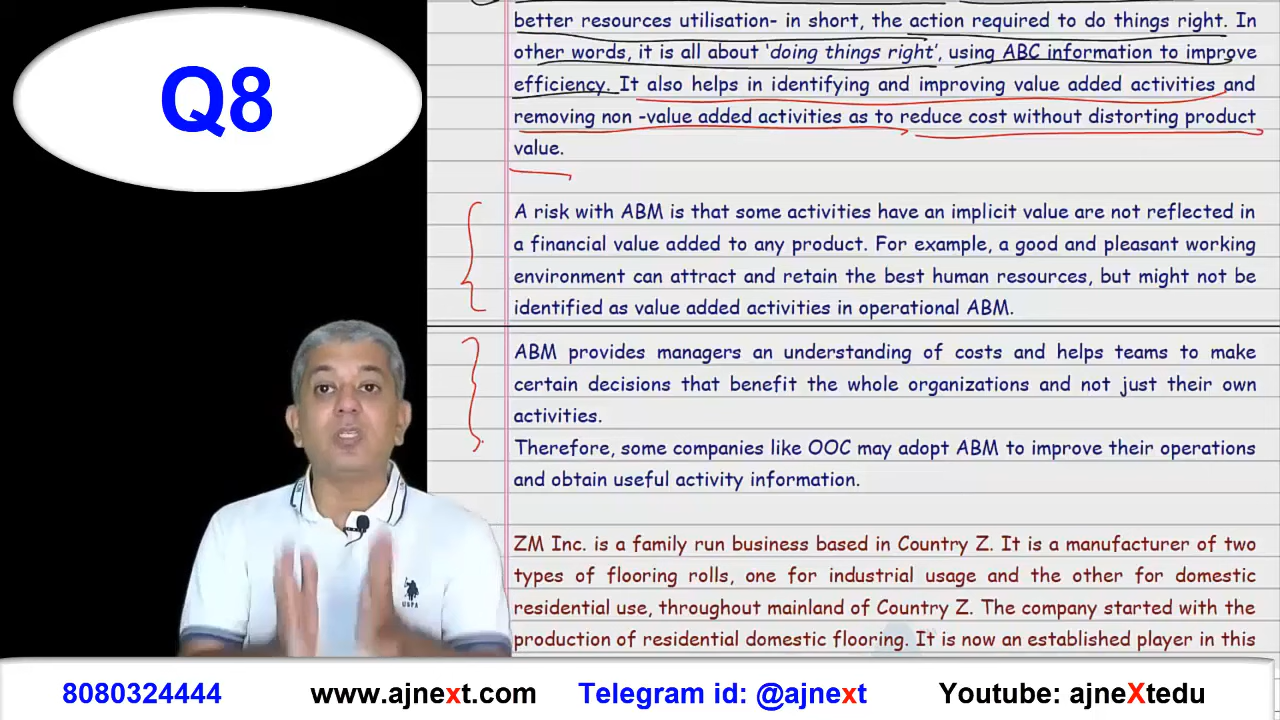 Q8
better resources utilisation- in short, the action required to do things right. In
other words, it is all about 'doing things right', using ABC information to improve
efficiency. It also helps in identifying and improving value added activities and
removing non -value added activities as to reduce cost without distorting product
value.
A risk with ABM is that some activities have an implicit value are not reflected in
a financial value added to any product. For example, a good and pleasant working
environment can attract and retain the best human resources, but might not be
identified as value added activities in operational ABM.
ABM provides managers an understanding of costs and helps teams to make
certain decisions that benefit the whole organizations and not just their own
activities.
Therefore, some companies like OOC may adopt ABM to improve their operations
and obtain useful activity information.
ZM Inc. is a family run business based in Country Z. It is a manufacturer of two
types of flooring rolls, one for industrial usage and the other for domestic
residential use, throughout mainland of Country Z. The company started with the
production of residential domestic flooring. It is now an established player in this
USPA
8080324444 www.ajnext.com Telegram id: @ajnext Youtube: ajneXtedu